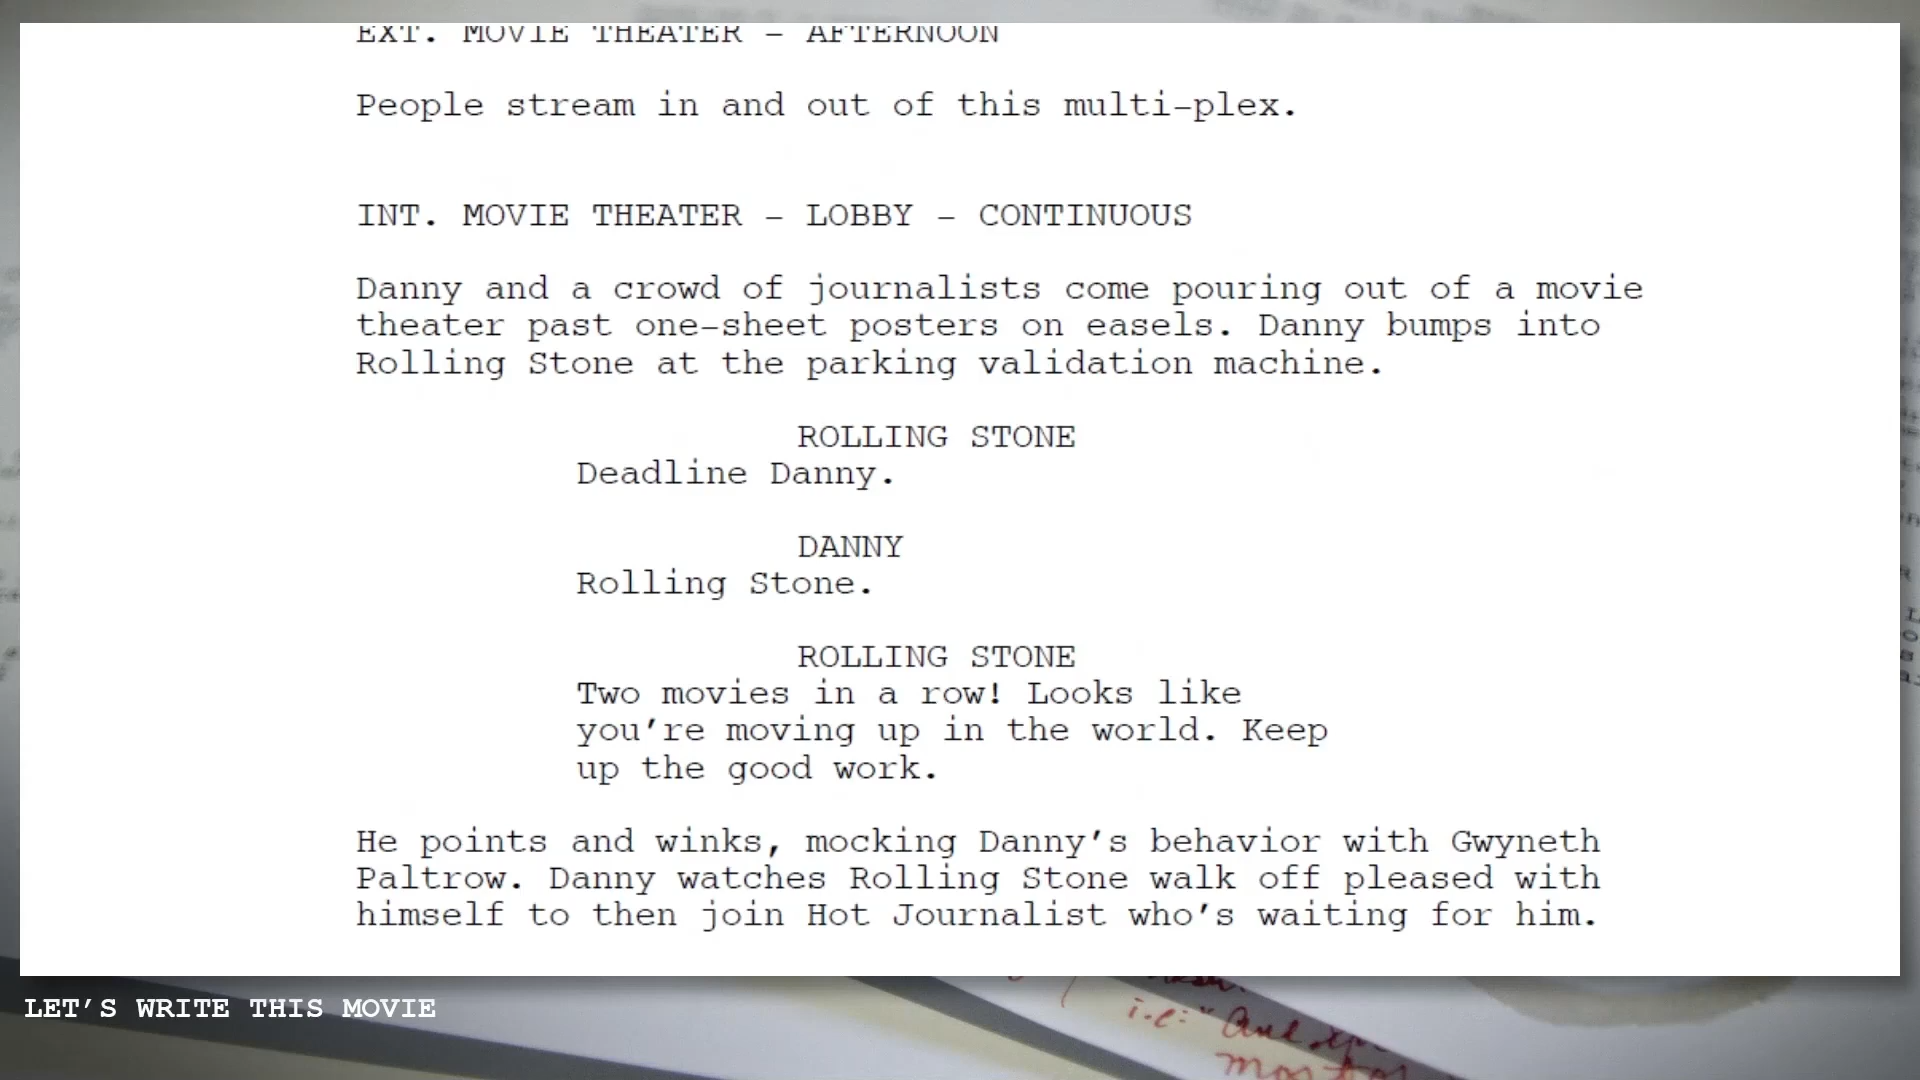 EXT. MOVIE THEATER – AFTERNOON
People stream in and out of this multi-plex.
INT. MOVIE THEATER – LOBBY – CONTINUOUS
Danny and a crowd of journalists come pouring out of a movie
theater past one-sheet posters on easels. Danny bumps into
Rolling Stone at the parking validation machine.
ROLLING STONE
Deadline Danny.
DANNY
Rolling Stone.
ROLLING STONE
Two movies in a row! Looks like
you're moving up in the world. Keep
up the good work.
He points and winks, mocking Danny's behavior with Gwyneth
Paltrow. Danny watches Rolling Stone walk off pleased with
himself to then join Hot Journalist who's waiting for him.
LET'S WRITE THIS MOVIE
i.e: "And